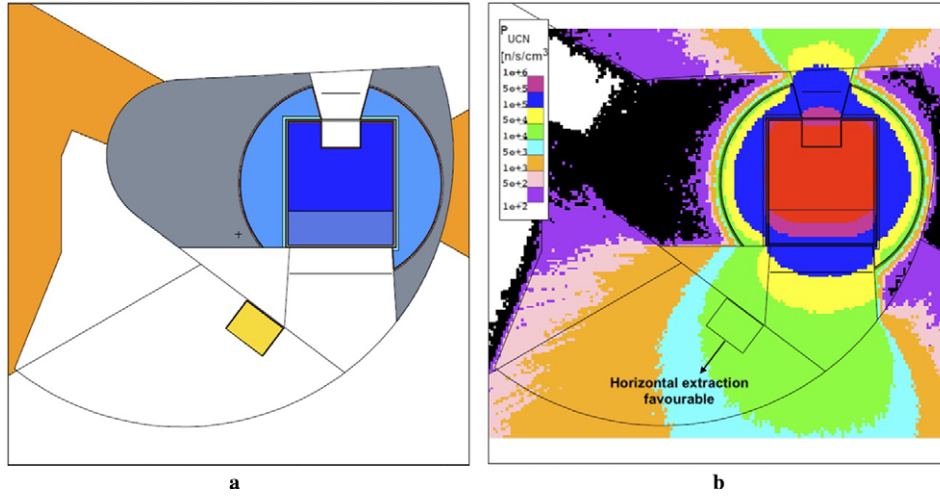 P
UCN
[n/s/cm³]
1e+6
5e+5
1e+5
5e+4
1e+4
5e+3
1e+3
5e+2
1e+2
Horizontal extraction
favourable
a
b